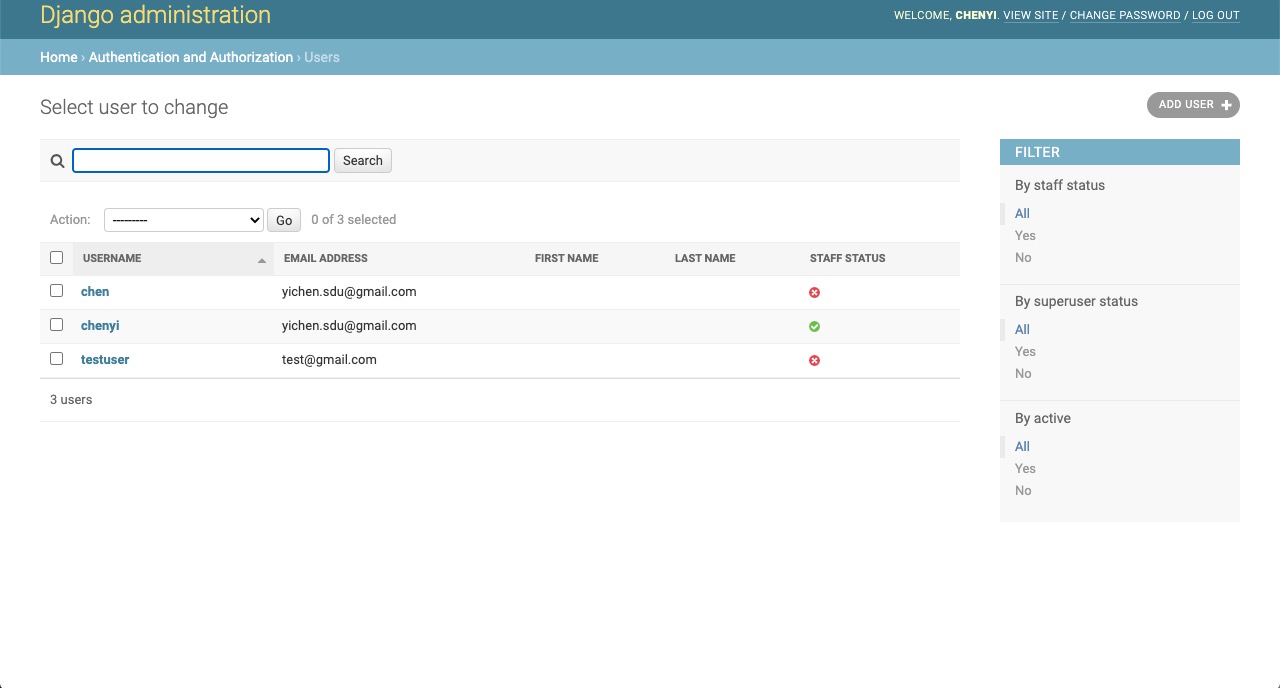 Django administration
WELCOME, CHENYI. VIEW SITE / CHANGE PASSWORD / LOG OUT
Home › Authentication and Authorization › Users
Select user to change
ADD USER
Search
Action: --------- Go 0 of 3 selected
USERNAME EMAIL ADDRESS FIRST NAME LAST NAME STAFF STATUS
chen yichen.sdu@gmail.com
chenyi yichen.sdu@gmail.com
testuser test@gmail.com
3 users
FILTER
By staff status
All
Yes
No
By superuser status
All
Yes
No
By active
All
Yes
No